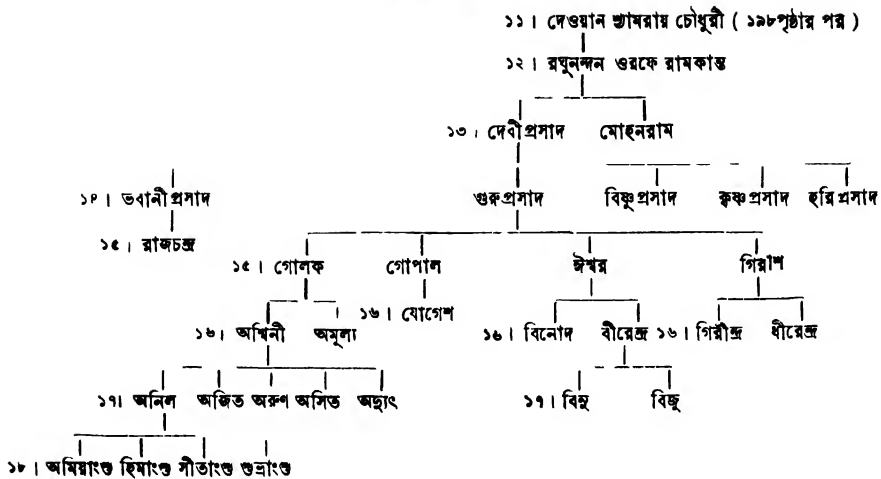 ১১। দেওয়ান শ্যামরায় চৌধুরী ( ১৯৮পৃষ্ঠার পর )
১২। রঘুনন্দন ওরফে রামকান্ত
১৩। দেবীপ্রসাদ মোহনরাম
১৪। ভবানীপ্রসাদ গুরুপ্রসাদ বিষ্ণুপ্রসাদ কৃষ্ণপ্রসাদ হরিপ্রসাদ
১৫। রাজচন্দ্র
১৫। গোলক গোপাল ঈশ্বর গিরীশ
১৬। অশ্বিনী অমূল্য ১৬। যোগেশ ১৬। বিনোদ বীরেন্দ্র ১৬। গিরীন্দ্র ধীরেন্দ্র
১৭। অনিল অজিত অরুণ অসিত ১৭। বিনু বিজু
১৮। অমিয়াংশু হিমাংশু সীতাংশু শুভ্রাংশু